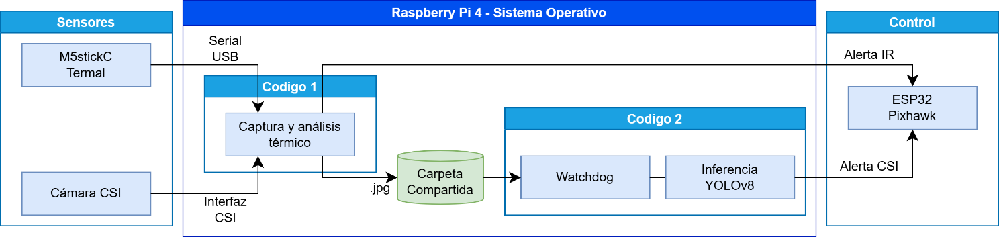 Sensores
M5stickC
Termal
Cámara CSI
Raspberry Pi 4 - Sistema Operativo
Serial
USB
Codigo 1
Captura y análisis
térmico
Interfaz
CSI
.jpg
Carpeta
Compartida
Codigo 2
Watchdog
Inferencia
YOLOv8
Control
Alerta IR
ESP32
Pixhawk
Alerta CSI